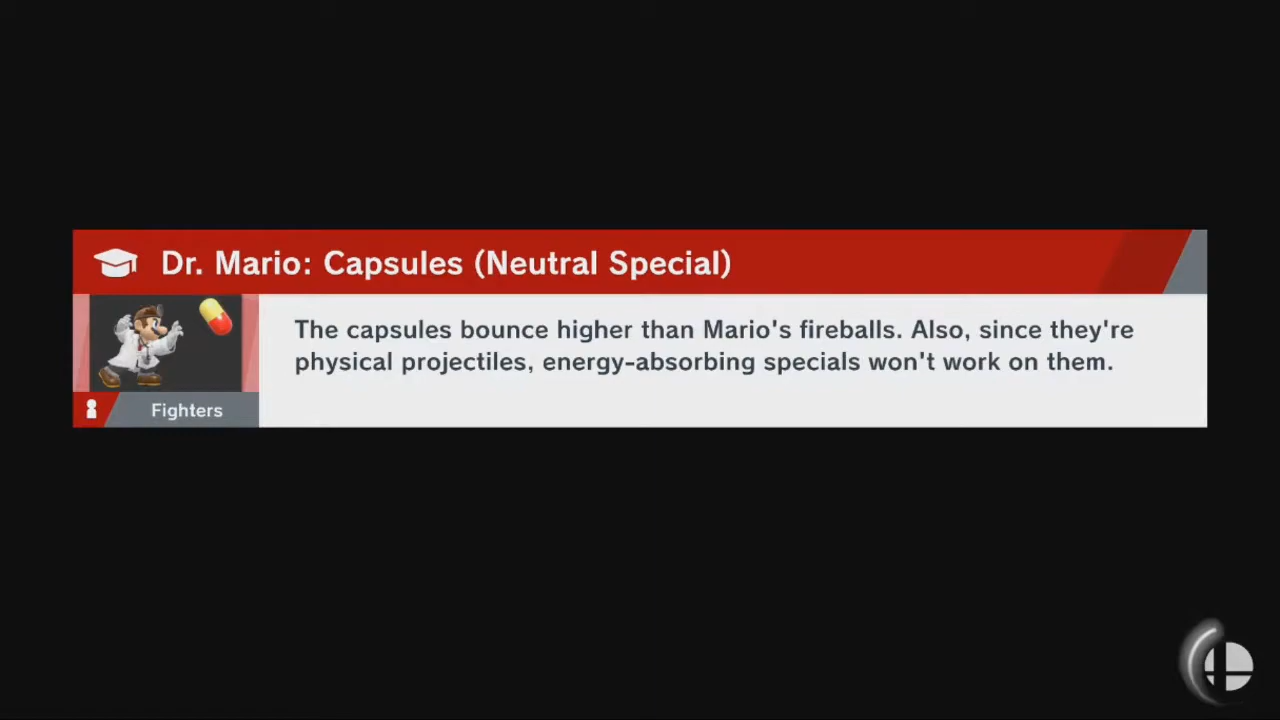 Dr. Mario: Capsules (Neutral Special)
The capsules bounce higher than Mario's fireballs. Also, since they're
physical projectiles, energy-absorbing specials won't work on them.
Fighters